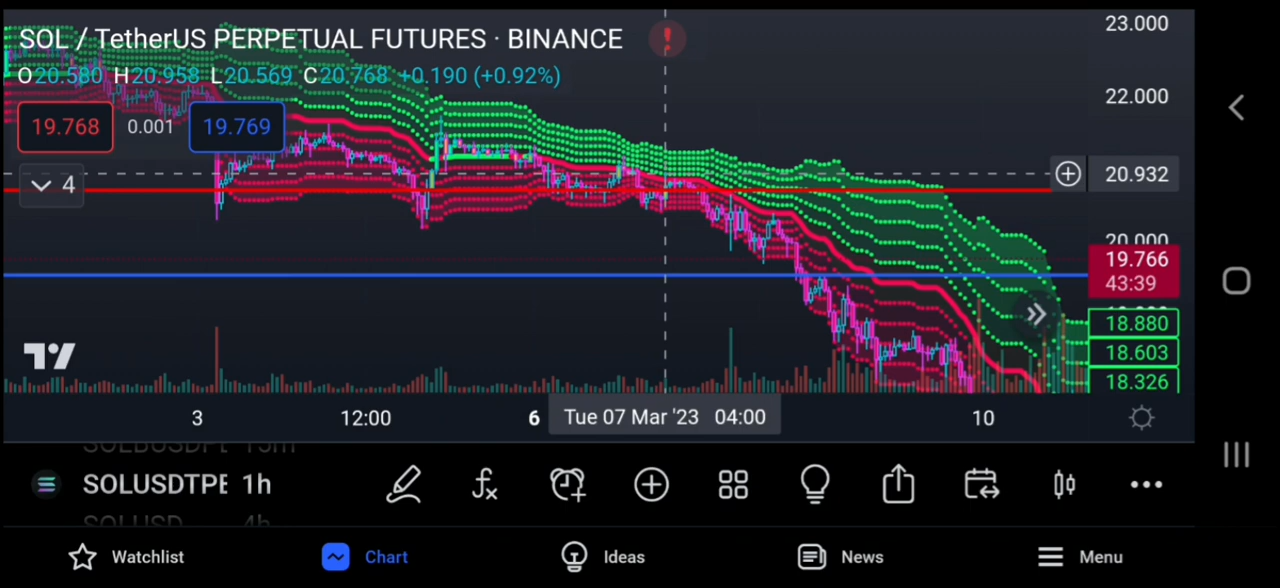 SOL / TetherUS PERPETUAL FUTURES · BINANCE
O20.580 H20.958 L20.569 C20.768 +0.190 (+0.92%)
19.768 0.001 19.769
4
23.000
22.000
20.932
20.000
19.766
43:39
18.880
18.603
18.326
3 12:00 6 Tue 07 Mar '23 04:00 10
SOLUSDTPE 1h
SOLUSD 4h
Watchlist Chart Ideas News Menu